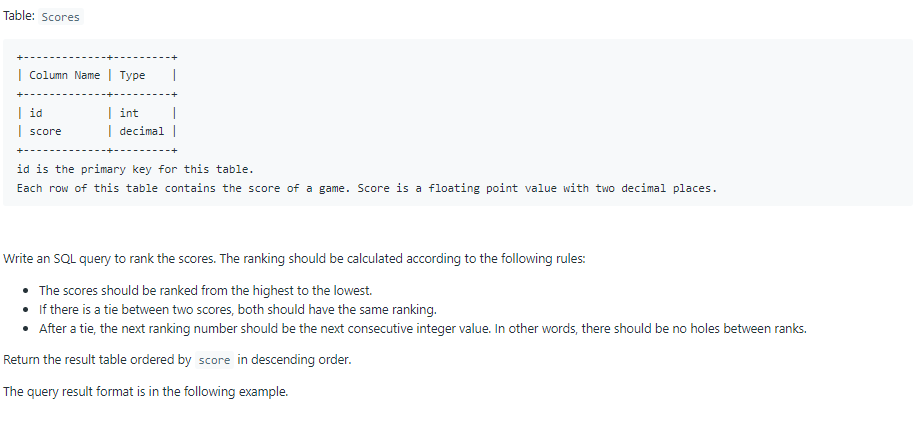 Table: Scores
+-------------+---------+
| Column Name | Type    |
+-------------+---------+
| id          | int     |
| score       | decimal |
+-------------+---------+
id is the primary key for this table.
Each row of this table contains the score of a game. Score is a floating point value with two decimal places.
Write an SQL query to rank the scores. The ranking should be calculated according to the following rules:
• The scores should be ranked from the highest to the lowest.
• If there is a tie between two scores, both should have the same ranking.
• After a tie, the next ranking number should be the next consecutive integer value. In other words, there should be no holes between ranks.
Return the result table ordered by score in descending order.
The query result format is in the following example.